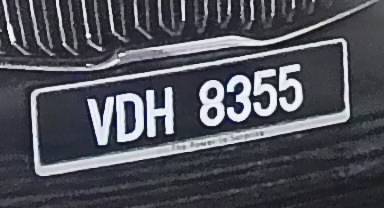 VDH 8355
The Power to Surprise